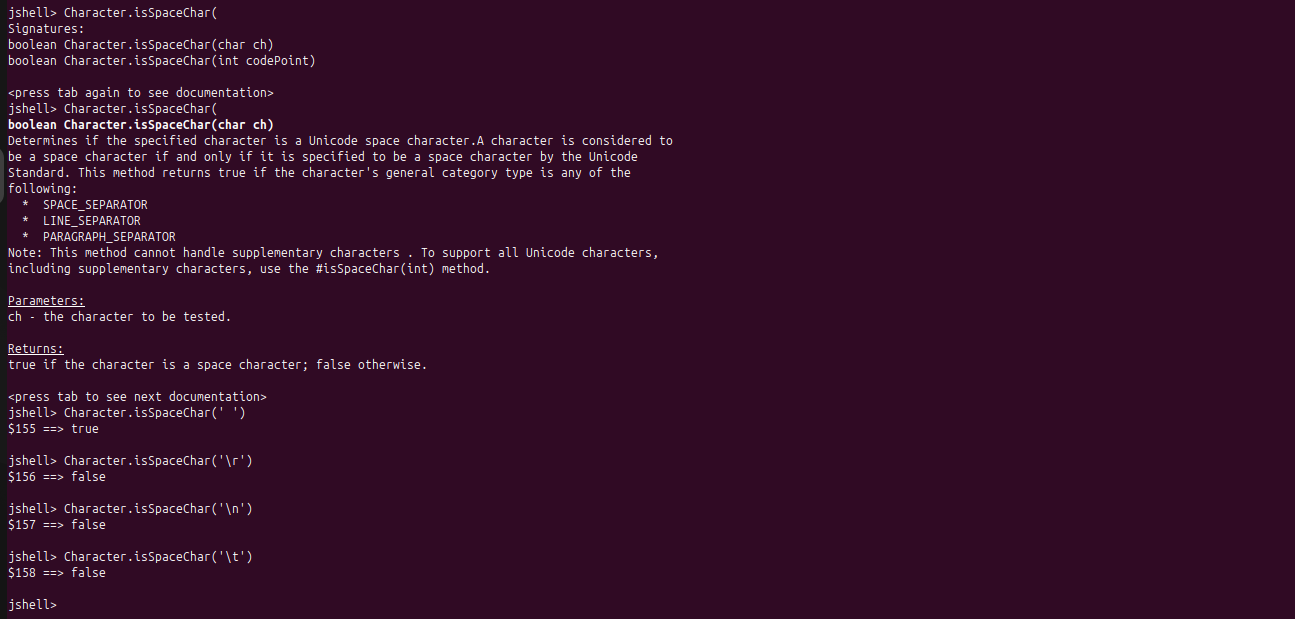 jshell> Character.isSpaceChar(
Signatures:
boolean Character.isSpaceChar(char ch)
boolean Character.isSpaceChar(int codePoint)

<press tab again to see documentation>
jshell> Character.isSpaceChar(
boolean Character.isSpaceChar(char ch)
Determines if the specified character is a Unicode space character.A character is considered to
be a space character if and only if it is specified to be a space character by the Unicode
Standard. This method returns true if the character's general category type is any of the
following:
  *  SPACE_SEPARATOR
  *  LINE_SEPARATOR
  *  PARAGRAPH_SEPARATOR
Note: This method cannot handle supplementary characters . To support all Unicode characters,
including supplementary characters, use the #isSpaceChar(int) method.

Parameters:
ch - the character to be tested.

Returns:
true if the character is a space character; false otherwise.

<press tab to see next documentation>
jshell> Character.isSpaceChar(' ')
$155 ==> true

jshell> Character.isSpaceChar('\r')
$156 ==> false

jshell> Character.isSpaceChar('\n')
$157 ==> false

jshell> Character.isSpaceChar('\t')
$158 ==> false

jshell>